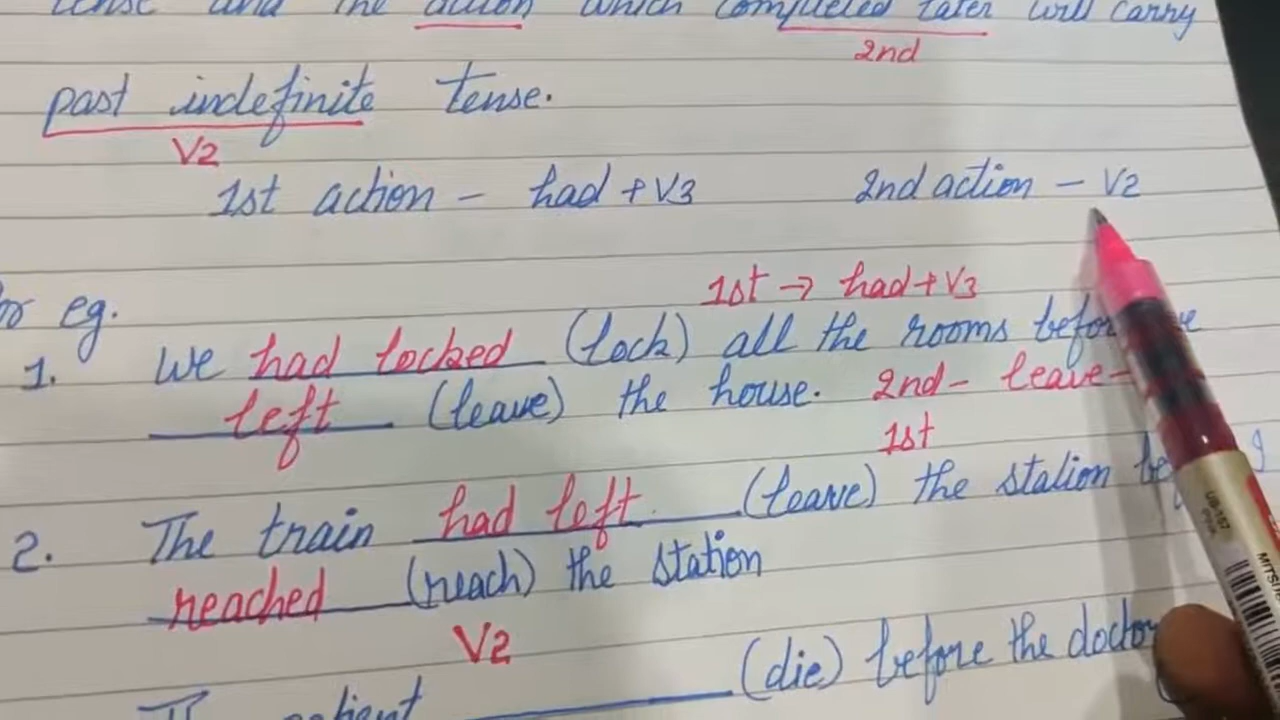 tense and the action which completed later will carry
2nd
past indefinite tense.
V2
1st action - had + V3 2nd action - V2
1st → had + V3
eg.
1. We had locked (lock) all the rooms
left (leave) the house. 2nd - leave -
1st
2. The train had left (leave) the station
reached (reach) the station
V2
(die) before the